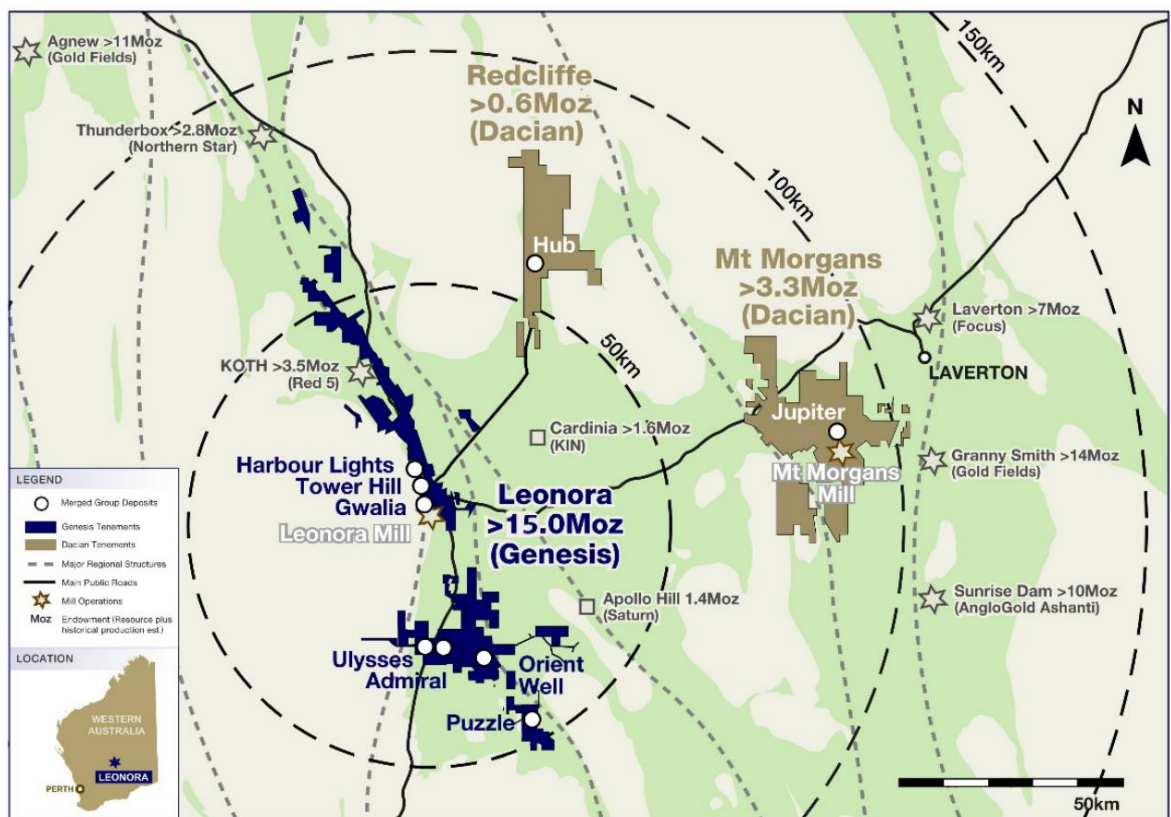 Agnew >11Moz
(Gold Fields)
150km
Redcliffe
>0.6Moz
(Dacian)
Thunderbox >2.8Moz
(Northern Star)
N
100km
Hub
Mt Morgans
>3.3Moz
(Dacian)
Laverton >7Moz
(Focus)
50km
KOTH >3.5Moz
(Red 5)
LAVERTON
Jupiter
Cardinia >1.6Moz
(KIN)
Harbour Lights
Tower Hill
Gwalia
Leonora Mill
Mt Morgans
Mill
Granny Smith >14Moz
(Gold Fields)
Leonora
>15.0Moz
(Genesis)
Apollo Hill 1.4Moz
(Saturn)
Sunrise Dam >10Moz
(AngloGold Ashanti)
Ulysses
Admiral
Orient
Well
Puzzle
50km
LEGEND
Merged Group Deposits
Genesis Tenements
Dacian Tenements
Major Regional Structures
Main Public Roads
Mill Operations
Moz Endowment (Resource plus
historical production est.)
LOCATION
WESTERN
AUSTRALIA
LEONORA
PERTH